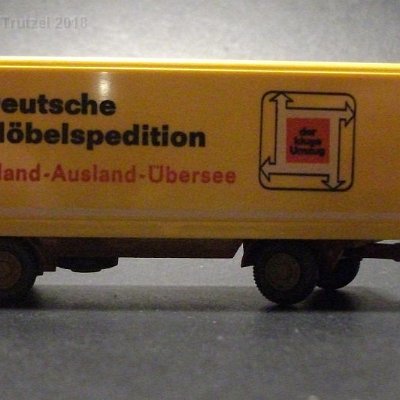 Trutzel 2018
eutsche
öbelspedition
land-Ausland-Übersee
der
kluge
Umzug